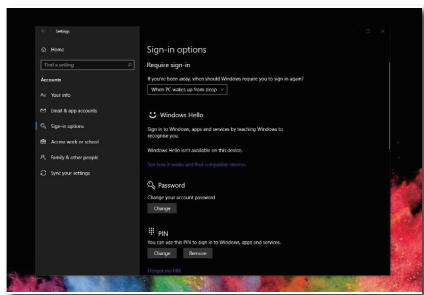 Settings
Home
Find a setting
Accounts
Your info
Email & app accounts
Sign-in options
Access work or school
Family & other people
Sync your settings
Sign-in options
Require sign-in
If you've been away, when should Windows require you to sign in again?
When PC wakes up from sleep
Windows Hello
Sign in to Windows, apps and services by teaching Windows to
recognise you.
Windows Hello isn't available on this device.
See how it works and find compatible devices.
Password
Change your account password
Change
PIN
You can use this PIN to sign in to Windows, apps and services.
Change Remove
I forgot my PIN